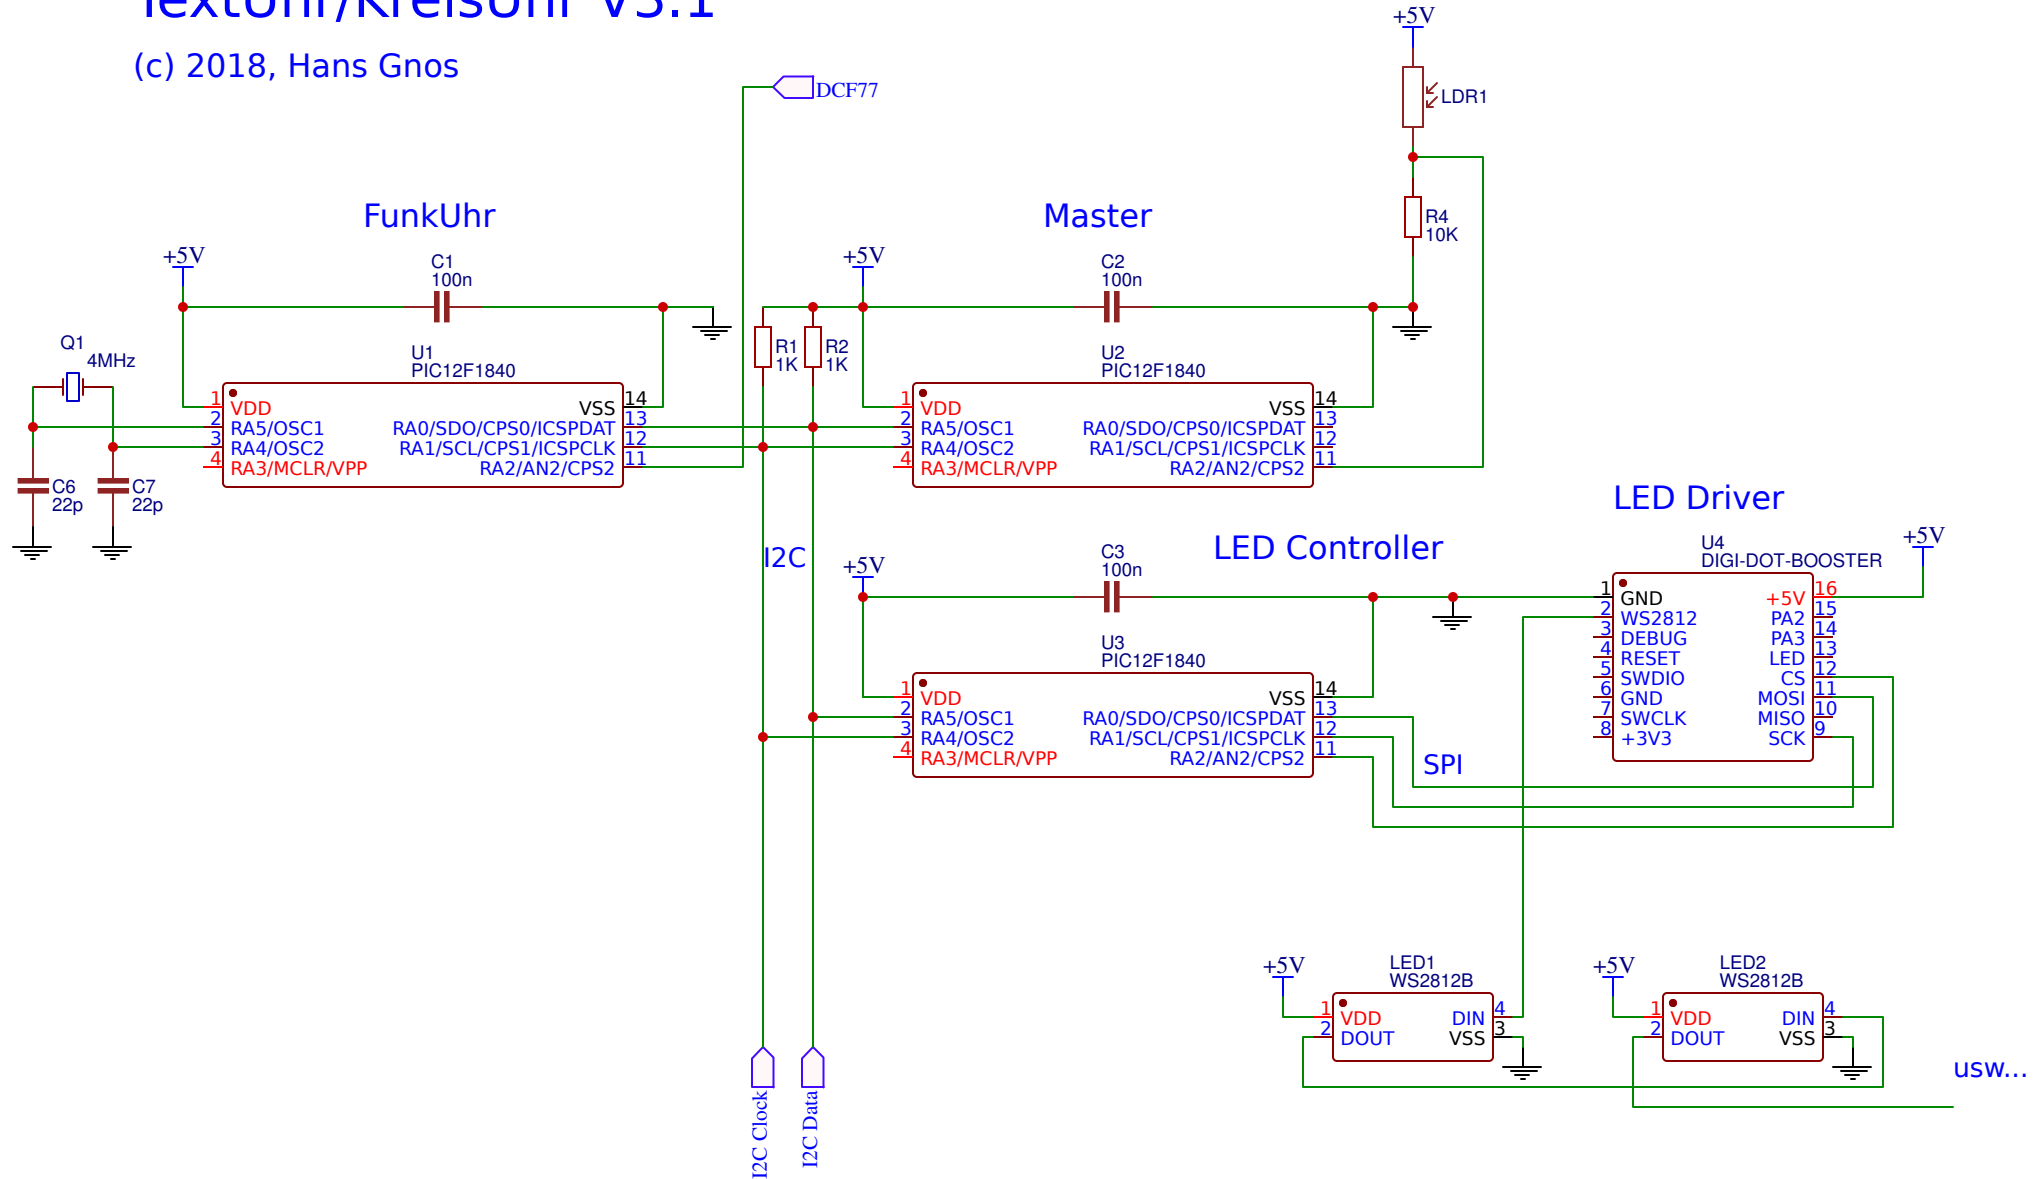 TextUhr/KreisUhr V3.1
(c) 2018, Hans Gnos
DCF77
+5V
LDR1
R4
10K
FunkUhr
Master
+5V
C1
100n
+5V
C2
100n
Q1
4MHz
R1
1K
R2
1K
U1
PIC12F1840
1 VDD
2 RA5/OSC1
3 RA4/OSC2
4 RA3/MCLR/VPP
VSS 14
RA0/SDO/CPS0/ICSPDAT 13
RA1/SCL/CPS1/ICSPCLK 12
RA2/AN2/CPS2 11
U2
PIC12F1840
1 VDD
2 RA5/OSC1
3 RA4/OSC2
4 RA3/MCLR/VPP
VSS 14
RA0/SDO/CPS0/ICSPDAT 13
RA1/SCL/CPS1/ICSPCLK 12
RA2/AN2/CPS2 11
C6
22p
C7
22p
I2C
LED Controller
+5V
C3
100n
U3
PIC12F1840
1 VDD
2 RA5/OSC1
3 RA4/OSC2
4 RA3/MCLR/VPP
VSS 14
RA0/SDO/CPS0/ICSPDAT 13
RA1/SCL/CPS1/ICSPCLK 12
RA2/AN2/CPS2 11
SPI
LED Driver
U4
DIGI-DOT-BOOSTER
+5V
1 GND
2 WS2812
3 DEBUG
4 RESET
5 SWDIO
6 GND
7 SWCLK
8 +3V3
+5V 16
PA2 15
PA3 14
LED 13
CS 12
MOSI 11
MISO 10
SCK 9
+5V
LED1
WS2812B
1 VDD
2 DOUT
DIN 4
VSS 3
+5V
LED2
WS2812B
1 VDD
2 DOUT
DIN 4
VSS 3
usw...
I2C Clock
I2C Data